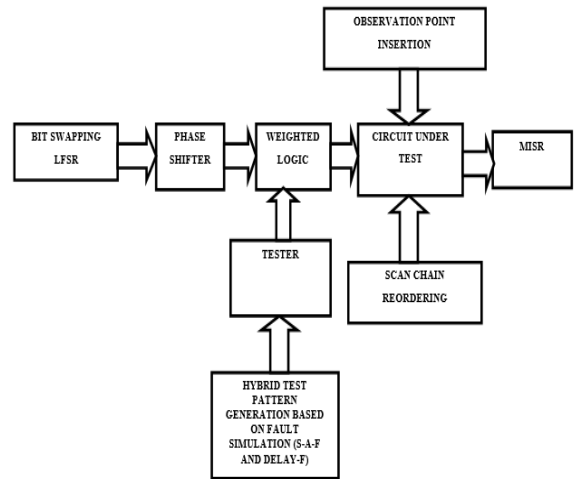 OBSERVATION POINT
INSERTION
BIT SWAPPING
LFSR
PHASE
SHIFTER
WEIGHTED
LOGIC
CIRCUIT UNDER
TEST
MISR
TESTER
SCAN CHAIN
REORDERING
HYBRID TEST
PATTERN
GENERATION BASED
ON FAULT
SIMULATION (S-A-F
AND DELAY-F)